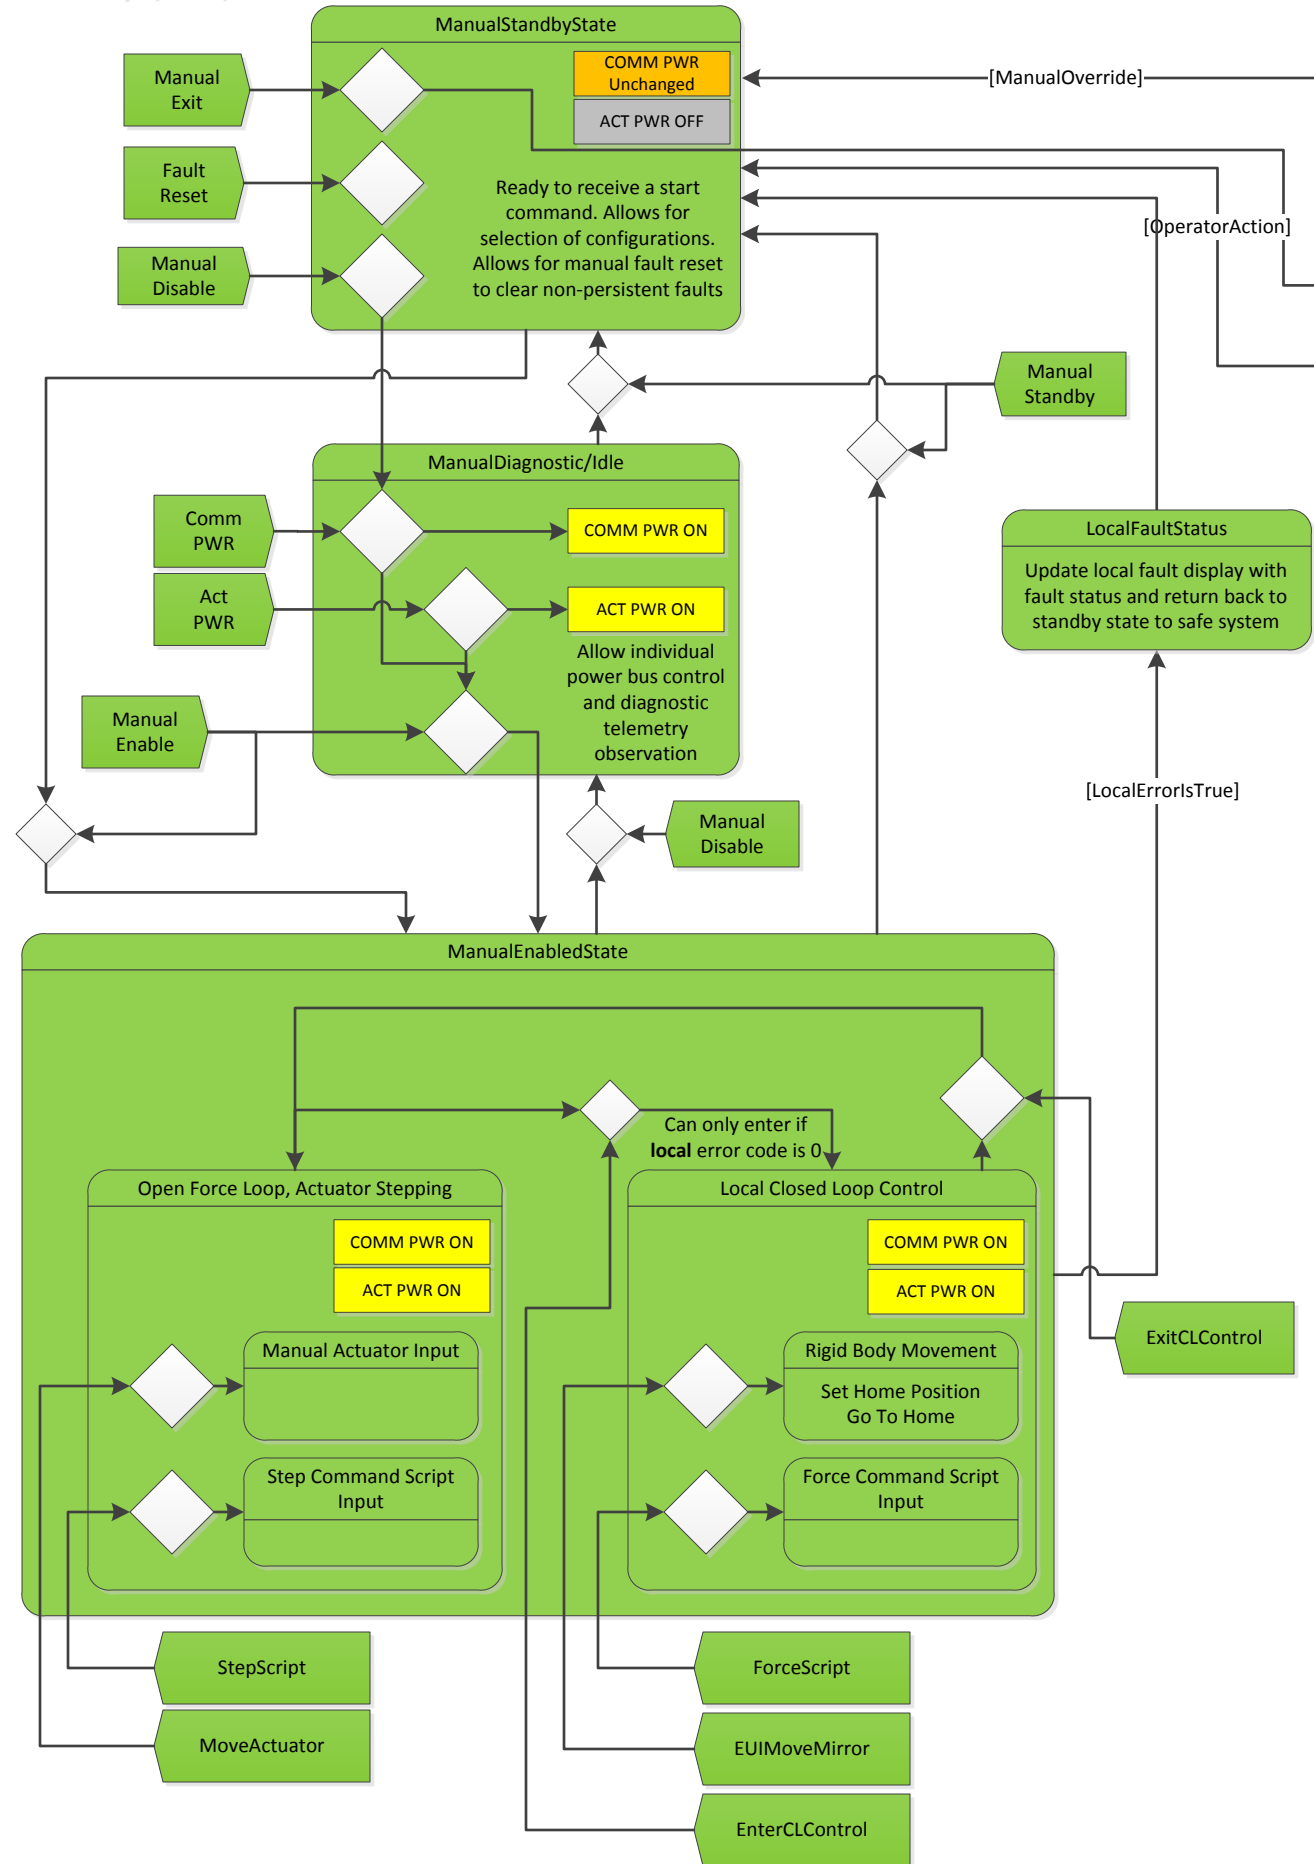 ManualStandbyState
Manual
Exit
COMM PWR
Unchanged
[ManualOverride]
ACT PWR OFF
Fault
Reset
Ready to receive a start
command. Allows for
selection of configurations.
Allows for manual fault reset
to clear non-persistent faults
[OperatorAction]
Manual
Disable
Manual
Standby
ManualDiagnostic/Idle
Comm
PWR
COMM PWR ON
LocalFaultStatus
Update local fault display with
fault status and return back to
standby state to safe system
Act
PWR
ACT PWR ON
Allow individual
power bus control
and diagnostic
telemetry
observation
Manual
Enable
[LocalErrorIsTrue]
Manual
Disable
ManualEnabledState
Can only enter if
local error code is 0
Open Force Loop, Actuator Stepping
COMM PWR ON
ACT PWR ON
Manual Actuator Input
Step Command Script
Input
Local Closed Loop Control
COMM PWR ON
ACT PWR ON
Rigid Body Movement
Set Home Position
Go To Home
Force Command Script
Input
ExitCLControl
StepScript
MoveActuator
ForceScript
EUIMoveMirror
EnterCLControl